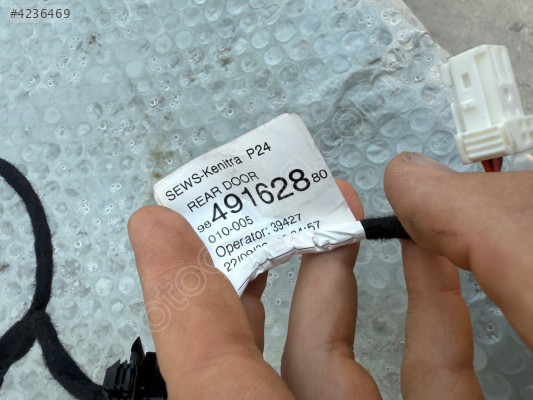 #4236469
SEWS-Kenitra P24
REAR DOOR
98 491628 80
010-005
Operator: 39427